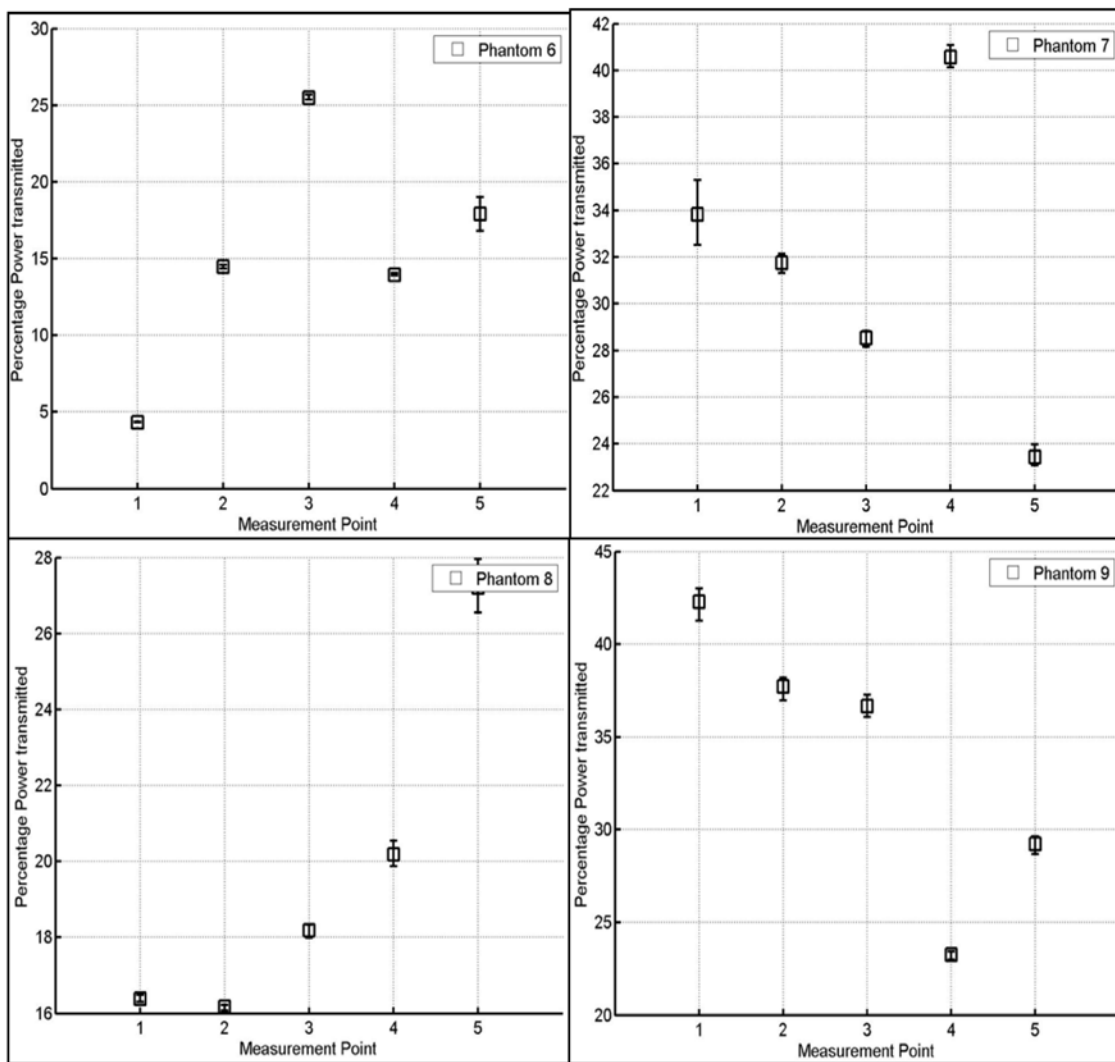 30
25
20
15
10
5
0
Percentage Power transmitted
Phantom 6
1 2 3 4 5
Measurement Point
42
40
38
36
34
32
30
28
26
24
22
Percentage Power transmitted
Phantom 7
1 2 3 4 5
Measurement Point
28
26
24
22
20
18
16
Percentage Power transmitted
Phantom 8
1 2 3 4 5
Measurement Point
45
40
35
30
25
20
Percentage Power transmitted
Phantom 9
1 2 3 4 5
Measurement Point